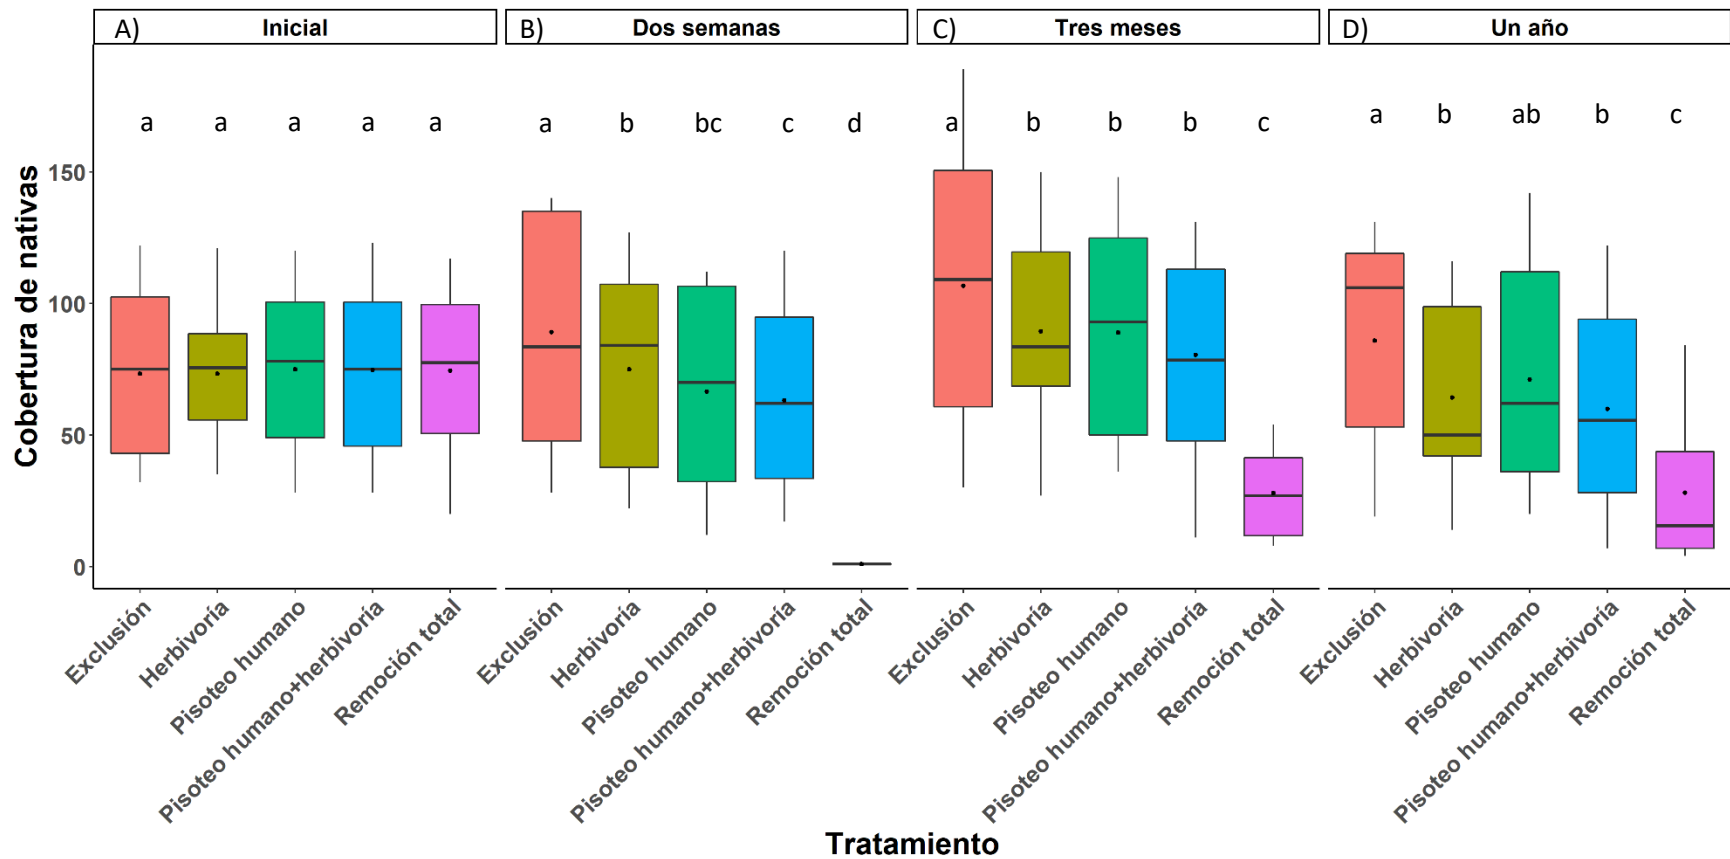 A) Inicial
B) Dos semanas
C) Tres meses
D) Un año
a a a a a
a b bc c d
a b b b c
a b ab b c
Cobertura de nativas
150
100
50
0
Exclusión
Herbivoría
Pisoteo humano
Pisoteo humano+herbivoría
Remoción total
Exclusión
Herbivoría
Pisoteo humano
Pisoteo humano+herbivoría
Remoción total
Exclusión
Herbivoría
Pisoteo humano
Pisoteo humano+herbivoría
Remoción total
Exclusión
Herbivoría
Pisoteo humano
Pisoteo humano+herbivoría
Remoción total
Tratamiento